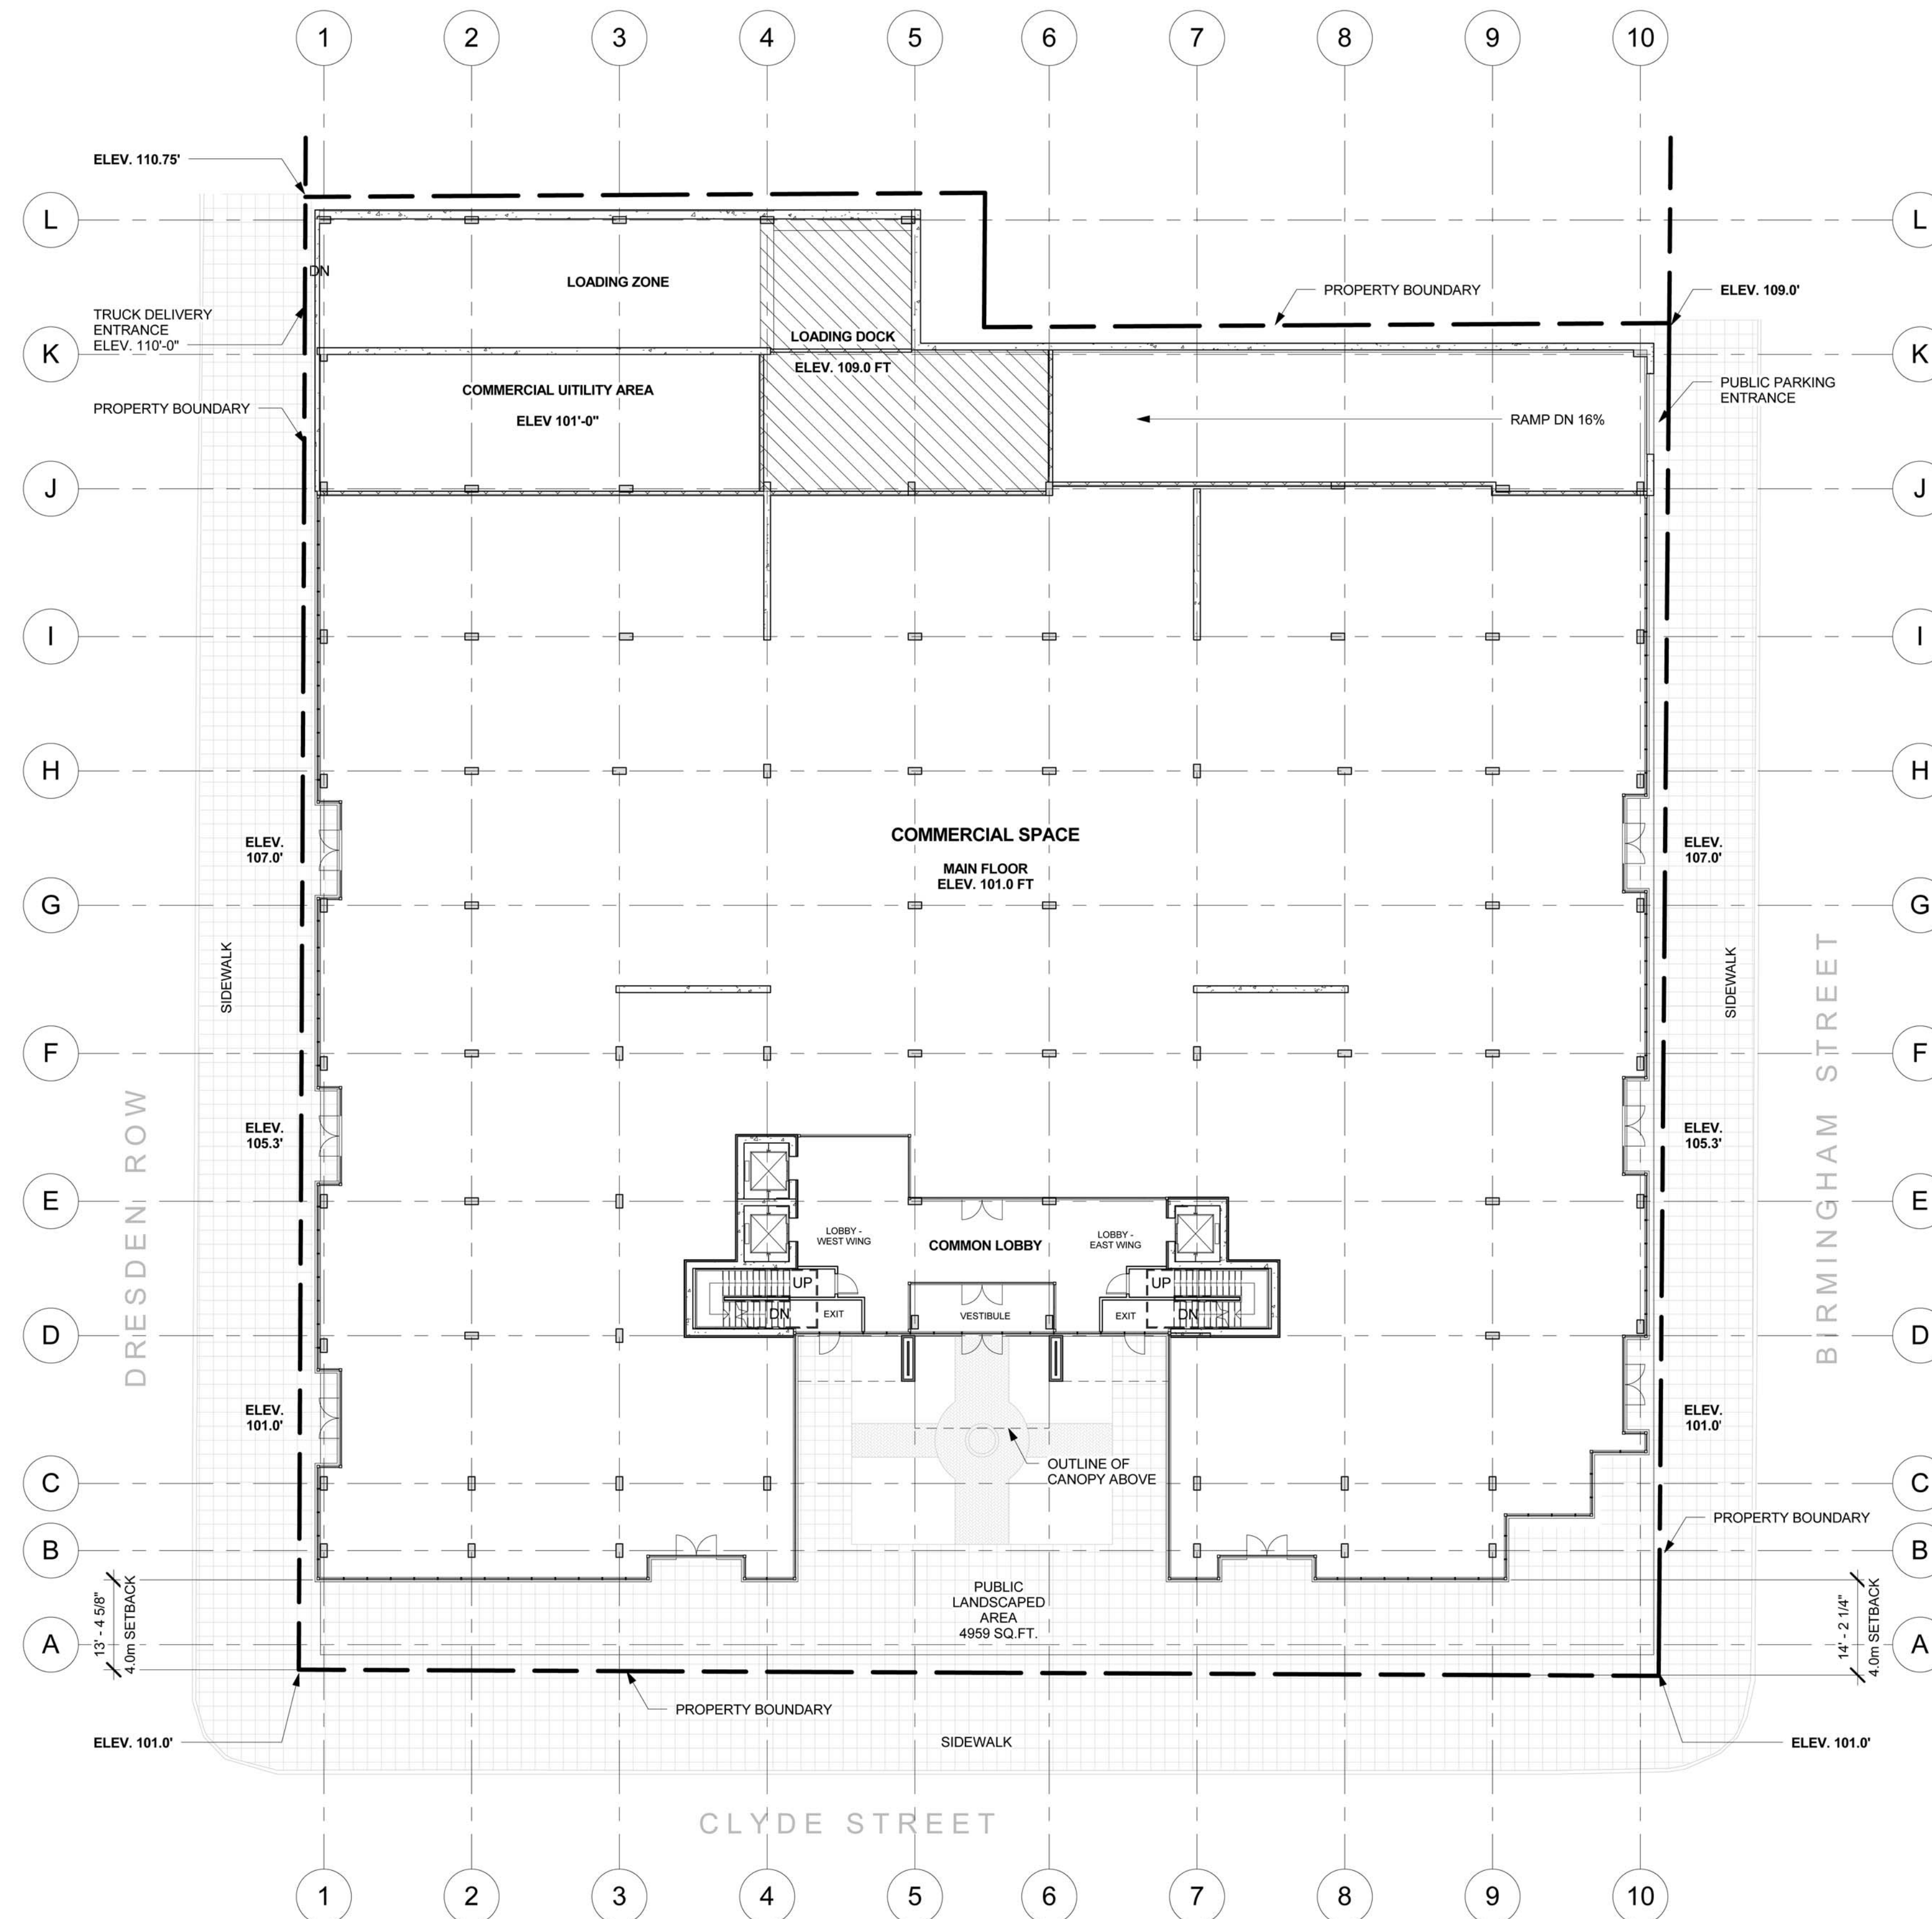 1 2 3 4 5 6 7 8 9 10
ELEV. 110.75'
L L
DN
LOADING ZONE
PROPERTY BOUNDARY
ELEV. 109.0'
TRUCK DELIVERY
ENTRANCE
ELEV. 110'-0"
LOADING DOCK
K K
ELEV. 109.0 FT
COMMERCIAL UITILITY AREA
ELEV 101'-0"
PUBLIC PARKING
ENTRANCE
PROPERTY BOUNDARY
RAMP DN 16%
J J
I I
H H
COMMERCIAL SPACE
MAIN FLOOR
ELEV. 101.0 FT
ELEV.
107.0'
ELEV.
107.0'
G G
SIDEWALK
SIDEWALK
F F
DRESDEN ROW
BIRMINGHAM STREET
ELEV.
105.3'
ELEV.
105.3'
E E
LOBBY -
WEST WING
COMMON LOBBY
LOBBY -
EAST WING
UP
UP
DN
EXIT
VESTIBULE
EXIT
DN
D D
ELEV.
101.0'
ELEV.
101.0'
OUTLINE OF
CANOPY ABOVE
C C
PROPERTY BOUNDARY
B B
13' - 4 5/8"
4.0m SETBACK
PUBLIC
LANDSCAPED
AREA
4959 SQ.FT.
14' - 2 1/4"
4.0m SETBACK
A A
PROPERTY BOUNDARY
ELEV. 101.0'
SIDEWALK
ELEV. 101.0'
CLYDE STREET
1 2 3 4 5 6 7 8 9 10